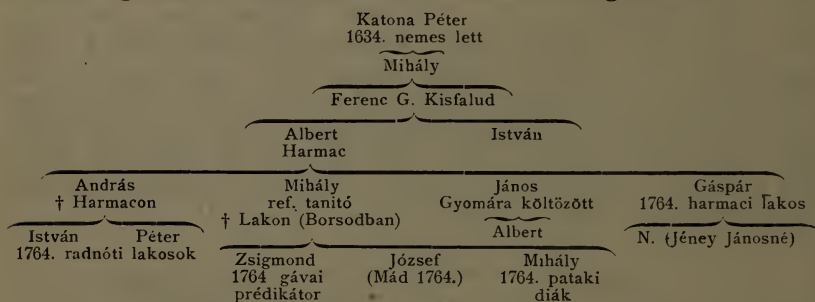 Katona Péter
1634. nemes lett
Mihály
Ferenc G. Kisfalud
Albert István
Harmac
András Mihály János Gáspár
† Harmacon ref. tanitó Gyomára költözött 1764. harmaci lakos
† Lakon (Borsodban) Albert
István Péter N. (Jéney Jánosné)
1764. radnóti lakosok
Zsigmond József Mihály
1764 gávai (Mád 1764.) 1764. pataki
prédikátor diák